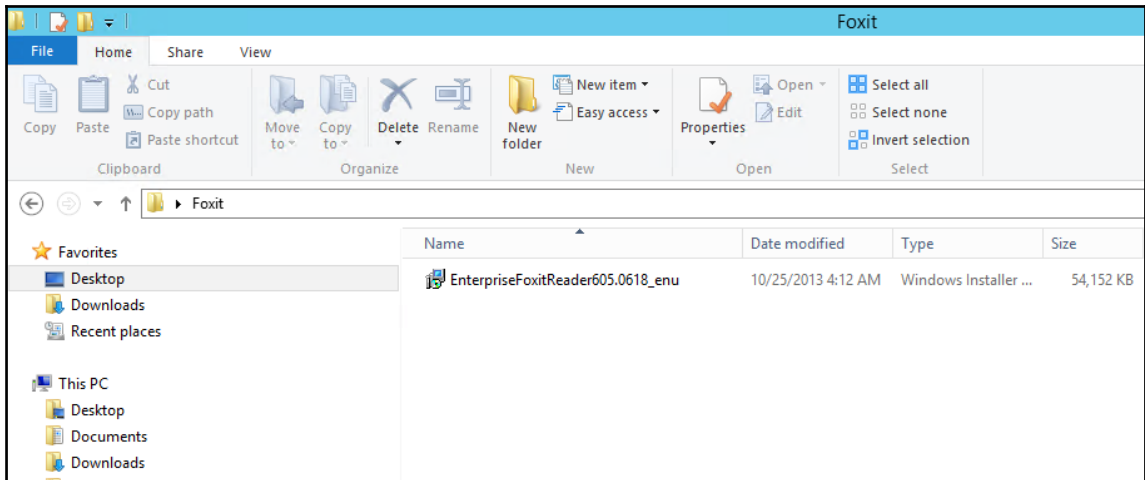 Foxit
File Home Share View
Copy
Paste
Cut
Copy path
Paste shortcut
Clipboard
Move to
Copy to
Delete
Rename
Organize
New folder
New item
Easy access
New
Properties
Open
Edit
Open
Select all
Select none
Invert selection
Select
Foxit
Favorites
Desktop
Downloads
Recent places
This PC
Desktop
Documents
Downloads
Name Date modified Type Size
EnterpriseFoxitReader605.0618_enu 10/25/2013 4:12 AM Windows Installer ... 54,152 KB